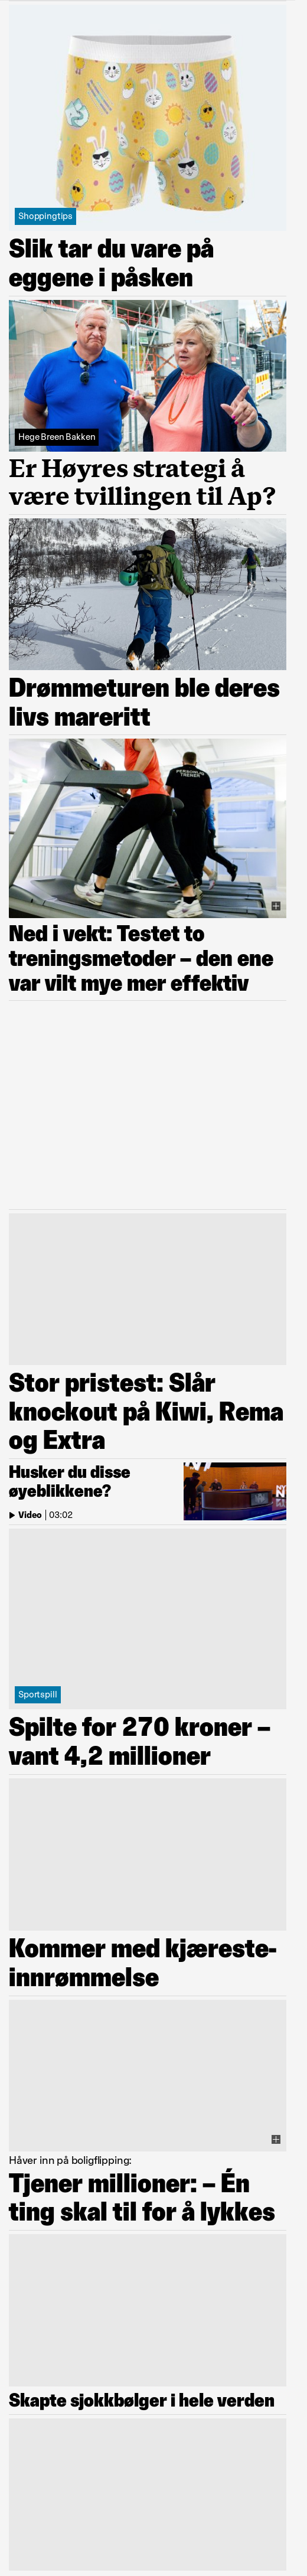 Shoppingtips
Slik tar du vare på
eggene i påsken
Hege Breen Bakken
Er Høyres strategi å
være tvillingen til Ap?
PERSONLIG
TRENER
Drømmeturen ble deres
livs mareritt
Ned i vekt: Testet to
treningsmetoder – den ene
var vilt mye mer effektiv
Stor pristest: Slår
knockout på Kiwi, Rema
og Extra
Husker du disse
øyeblikkene?
Video | 03:02
Sportspill
Spilte for 270 kroner –
vant 4,2 millioner
Kommer med kjæreste-
innrømmelse
Håver inn på boligflipping:
Tjener millioner: – Én
ting skal til for å lykkes
Skapte sjokkbølger i hele verden